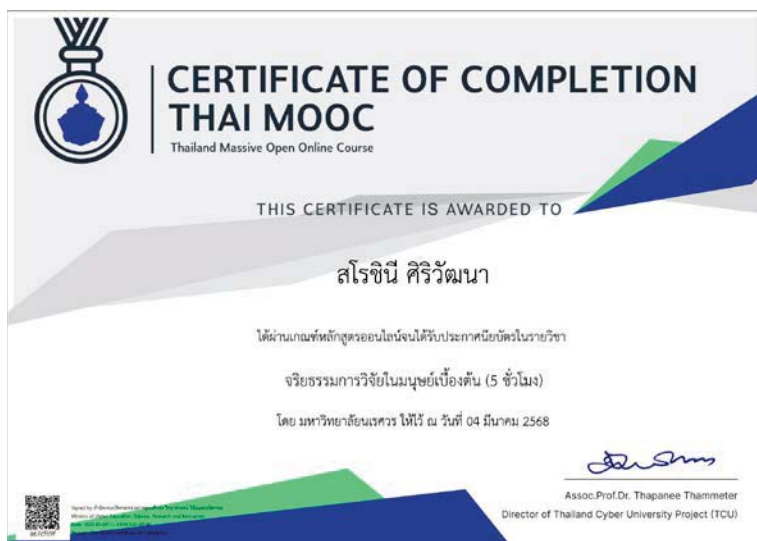 CERTIFICATE OF COMPLETION
THAI MOOC
Thailand Massive Open Online Course
THIS CERTIFICATE IS AWARDED TO
สโรชินี ศิริวัฒนา
ได้ผ่านเกณฑ์หลักสูตรออนไลน์จนได้รับประกาศนียบัตรในรายวิชา
จริยธรรมการวิจัยในมนุษย์เบื้องต้น (5 ชั่วโมง)
โดย มหาวิทยาลัยนเรศวร ให้ไว้ ณ วันที่ 04 มีนาคม 2568
Assoc.Prof.Dr. Thapanee Thammeter
Director of Thailand Cyber University Project (TCU)